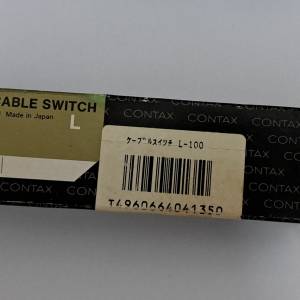 CABLE SWITCH
Made in Japan
L
ケーブルスイッチ L-100
T4960664041350
CONTAX CONTAX CONTAX
CONTAX
CONTAX
CONTAX